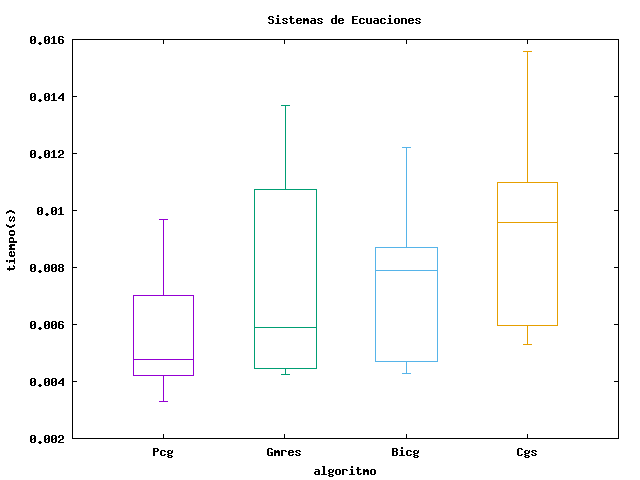 Sistemas de Ecuaciones
0.016
0.014
0.012
0.01
0.008
0.006
0.004
0.002
tiempo(s)
Pcg Gmres Bicg Cgs
algoritmo